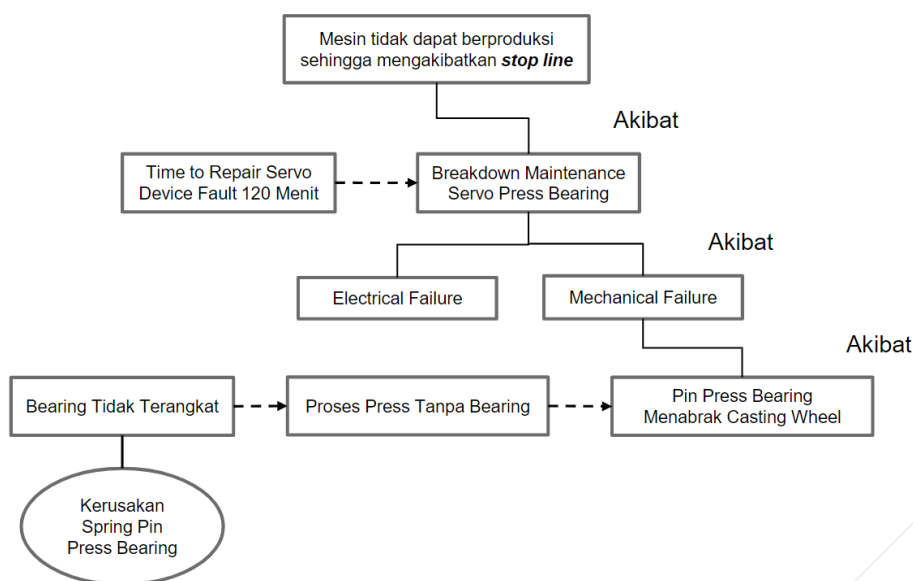 Mesin tidak dapat berproduksi
sehingga mengakibatkan stop line
Akibat
Time to Repair Servo
Device Fault 120 Menit
Breakdown Maintenance
Servo Press Bearing
Akibat
Electrical Failure
Mechanical Failure
Akibat
Bearing Tidak Terangkat
Proses Press Tanpa Bearing
Pin Press Bearing
Menabrak Casting Wheel
Kerusakan
Spring Pin
Press Bearing